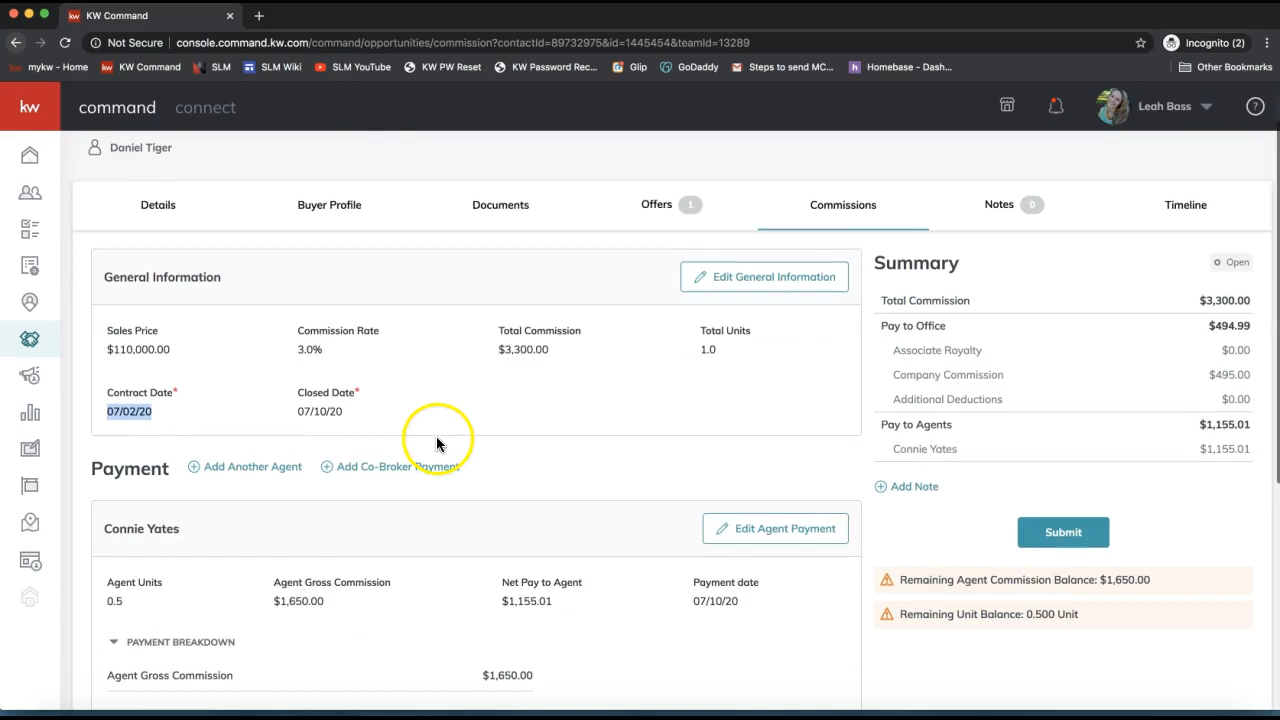 KW Command
Not Secure console.command.kw.com/command/opportunities/commission?contactId=89732975&id=1445454&teamId=13289 Incognito (2)
mykw - Home KW Command SLM SLM Wiki SLM YouTube KW PW Reset KW Password Rec... Glip GoDaddy Steps to send MC... Homebase - Dash... Other Bookmarks
kw command connect Leah Bass
Daniel Tiger
Details Buyer Profile Documents Offers 1 Commissions Notes 0 Timeline
General Information Edit General Information
Sales Price Commission Rate Total Commission Total Units
$110,000.00 3.0% $3,300.00 1.0
Contract Date* Closed Date*
07/02/20 07/10/20
Payment Add Another Agent Add Co-Broker Payment
Connie Yates Edit Agent Payment
Agent Units Agent Gross Commission Net Pay to Agent Payment date
0.5 $1,650.00 $1,155.01 07/10/20
PAYMENT BREAKDOWN
Agent Gross Commission $1,650.00
Summary Open
Total Commission $3,300.00
Pay to Office $494.99
Associate Royalty $0.00
Company Commission $495.00
Additional Deductions $0.00
Pay to Agents $1,155.01
Connie Yates $1,155.01
Add Note
Submit
Remaining Agent Commission Balance: $1,650.00
Remaining Unit Balance: 0.500 Unit